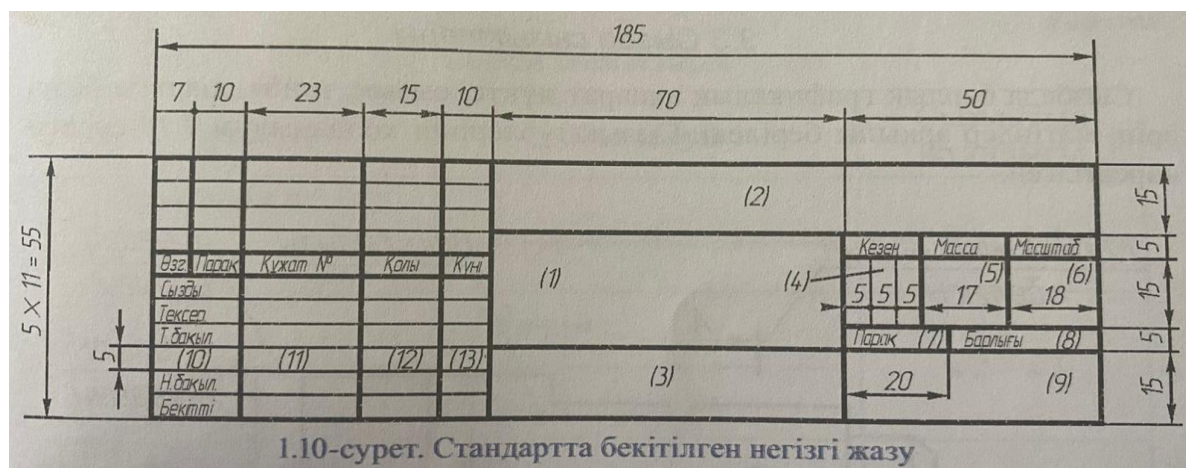 185
7 10 23 15 10 70 50
(2)
15
Кезең Масса Масштаб
5
Өзг. Парақ Құжат № Қолы Күні
(1)
(4)
5 5 5
(5)
17
(6)
18
15
Сызды
Тексер.
Т.бақыл.
Парақ (7) Барлығы (8)
5
5
(10) (11) (12) (13)
(3)
20
(9)
15
Н.бақыл.
Бектті
5 × 11 = 55
1.10-сурет. Стандартта бекітілген негізгі жазу